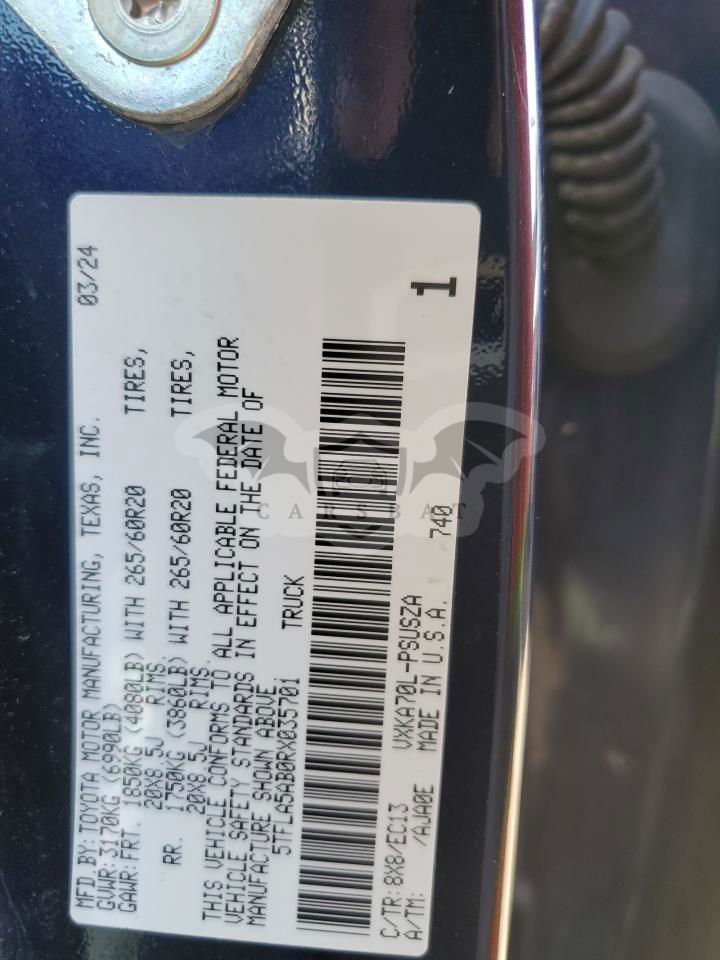 MFD.BY:TOYOTA MOTOR MANUFACTURING, TEXAS, INC. 03/24
GVWR:3170KG (6990LB)
GAWR:FRT. 1850KG (4080LB) WITH 265/60R20 TIRES,
20X8.5J RIMS,
RR. 1750KG (3860LB) WITH 265/60R20 TIRES,
20X8.5J RIMS.
THIS VEHICLE CONFORMS TO ALL APPLICABLE FEDERAL MOTOR
VEHICLE SAFETY STANDARDS IN EFFECT ON THE DATE OF
MANUFACTURE SHOWN ABOVE.
5TFLA5AB0RX035701 TRUCK
C/TR:8X8/EC13 VXKA70L-PSUSZA
A/TM: /AJA0E MADE IN U.S.A. 740 1
CARSBAT